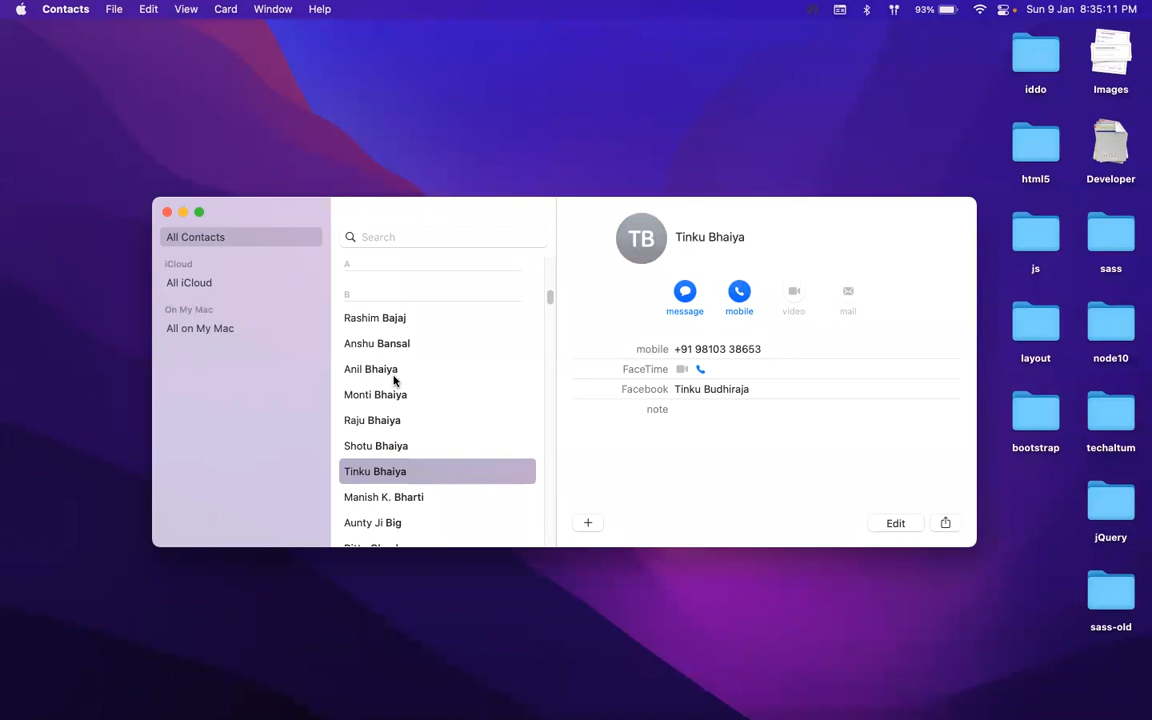 Contacts File Edit View Card Window Help 93% Sun 9 Jan 8:35:11 PM
iddo
Images
html5
Developer
js
sass
layout
node10
bootstrap
techaltum
jQuery
sass-old
All Contacts
iCloud
All iCloud
On My Mac
All on My Mac
Search
A
B
Rashim Bajaj
Anshu Bansal
Anil Bhaiya
Monti Bhaiya
Raju Bhaiya
Shotu Bhaiya
Tinku Bhaiya
Manish K. Bharti
Aunty Ji Big
TB
Tinku Bhaiya
message mobile video mail
mobile +91 98103 38653
FaceTime
Facebook Tinku Budhiraja
note
+
Edit